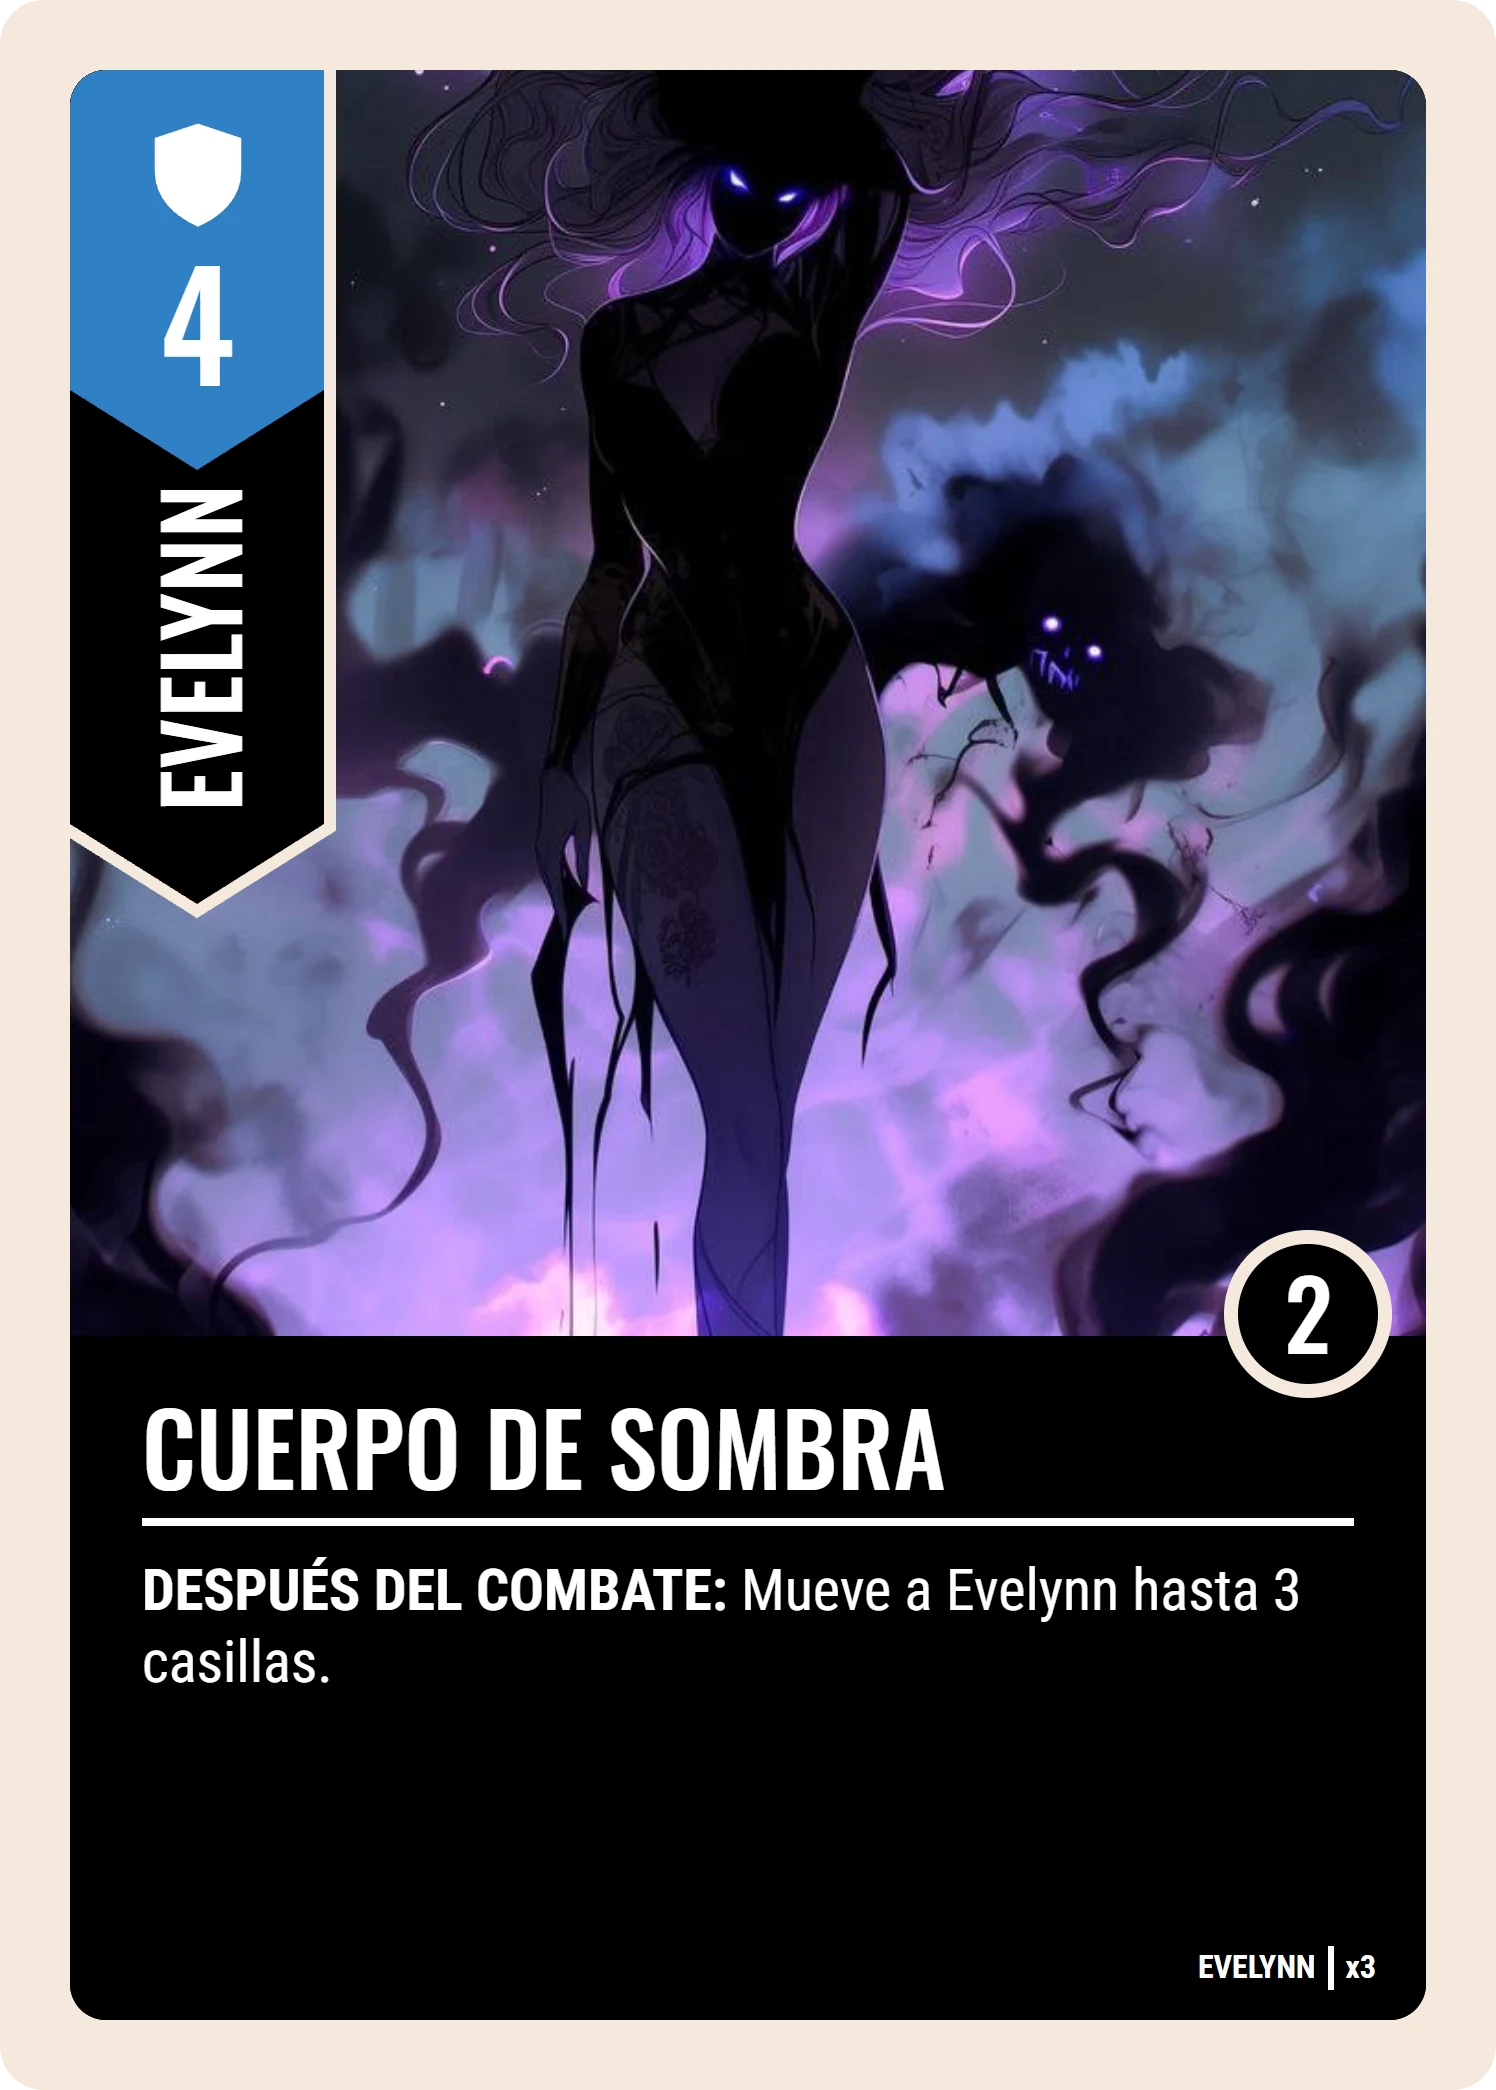 4
EVELYNN
2
CUERPO DE SOMBRA
DESPUÉS DEL COMBATE: Mueve a Evelynn hasta 3
casillas.
EVELYNN | x3